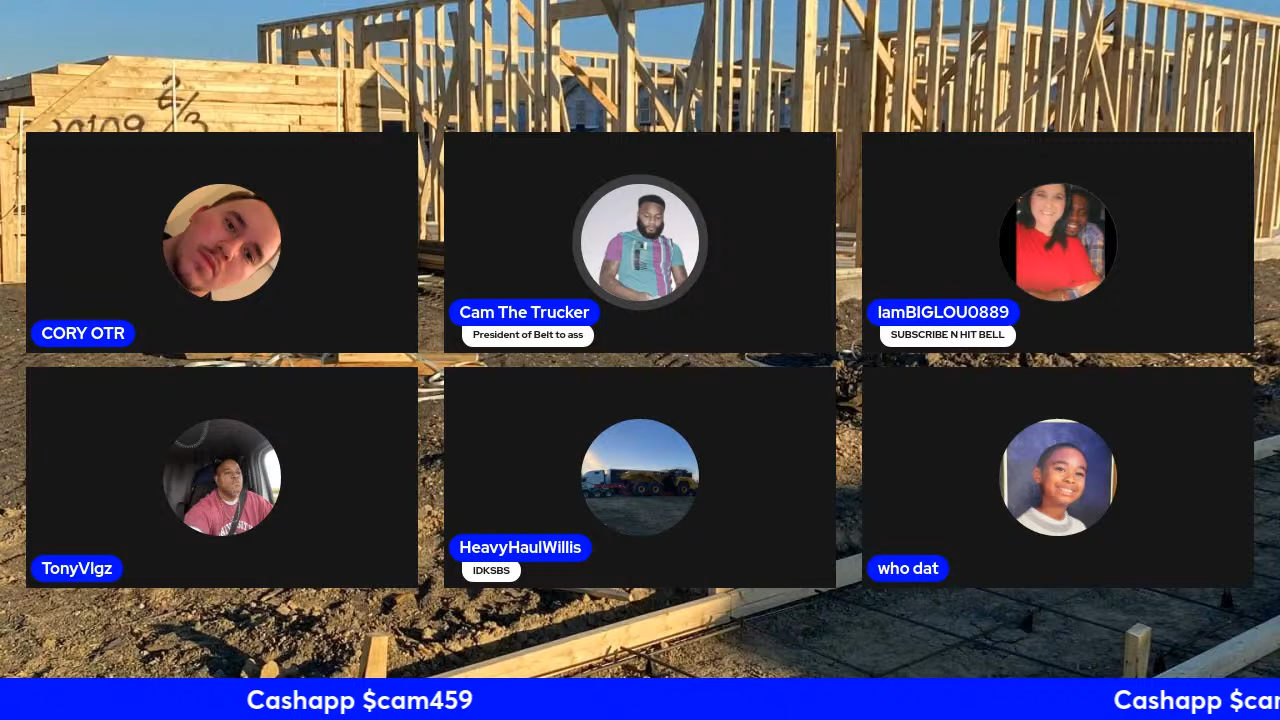 CORY OTR
Cam The Trucker
President of Belt to ass
IamBIGLOU0889
SUBSCRIBE N HIT BELL
TonyVlgz
HeavyHaulWillis
IDKSBS
who dat
Cashapp $cam459
Cashapp $car